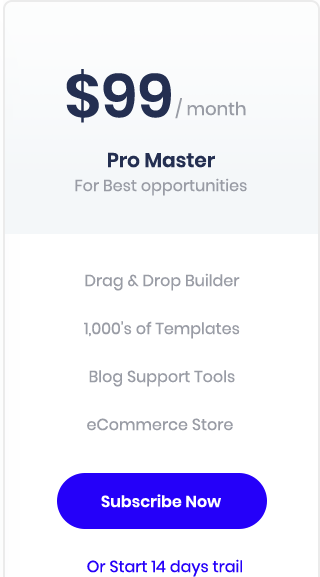 $99/ month
Pro Master
For Best opportunities
Drag & Drop Builder
1,000's of Templates
Blog Support Tools
eCommerce Store
Subscribe Now
Or Start 14 days trail